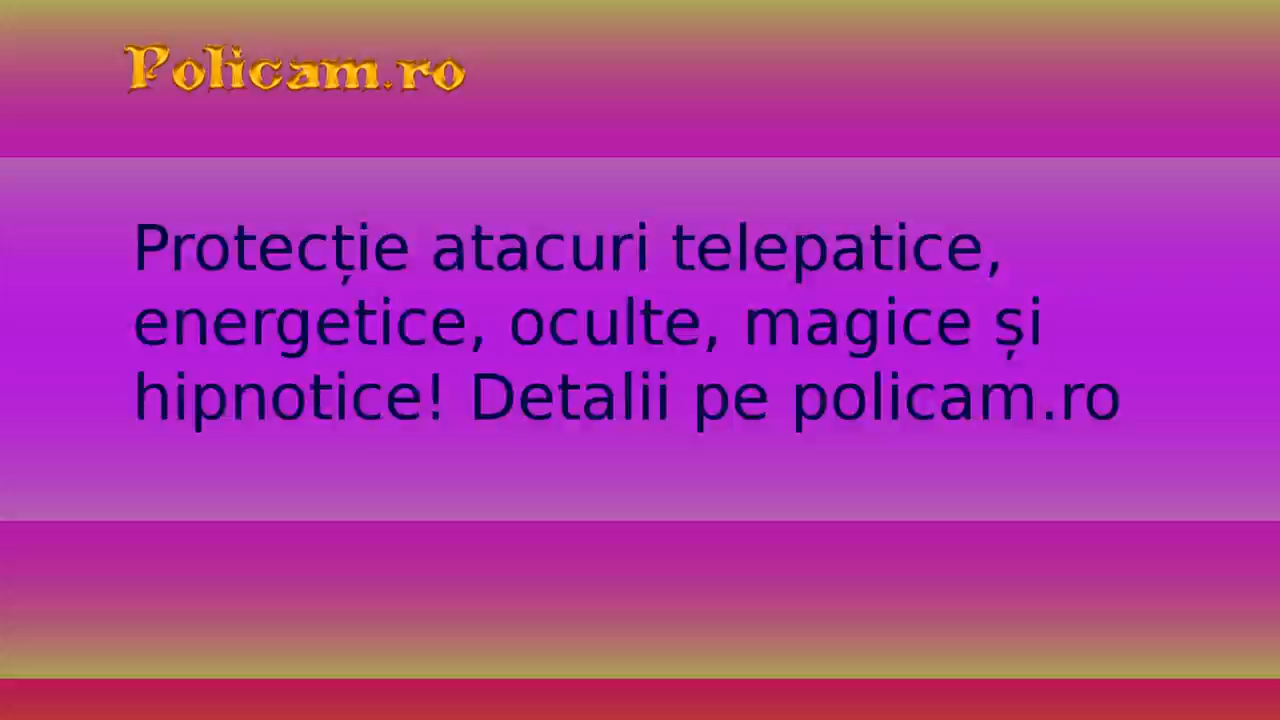 Policam.ro
Protecție atacuri telepatice,
energetice, oculte, magice și
hipnotice! Detalii pe policam.ro